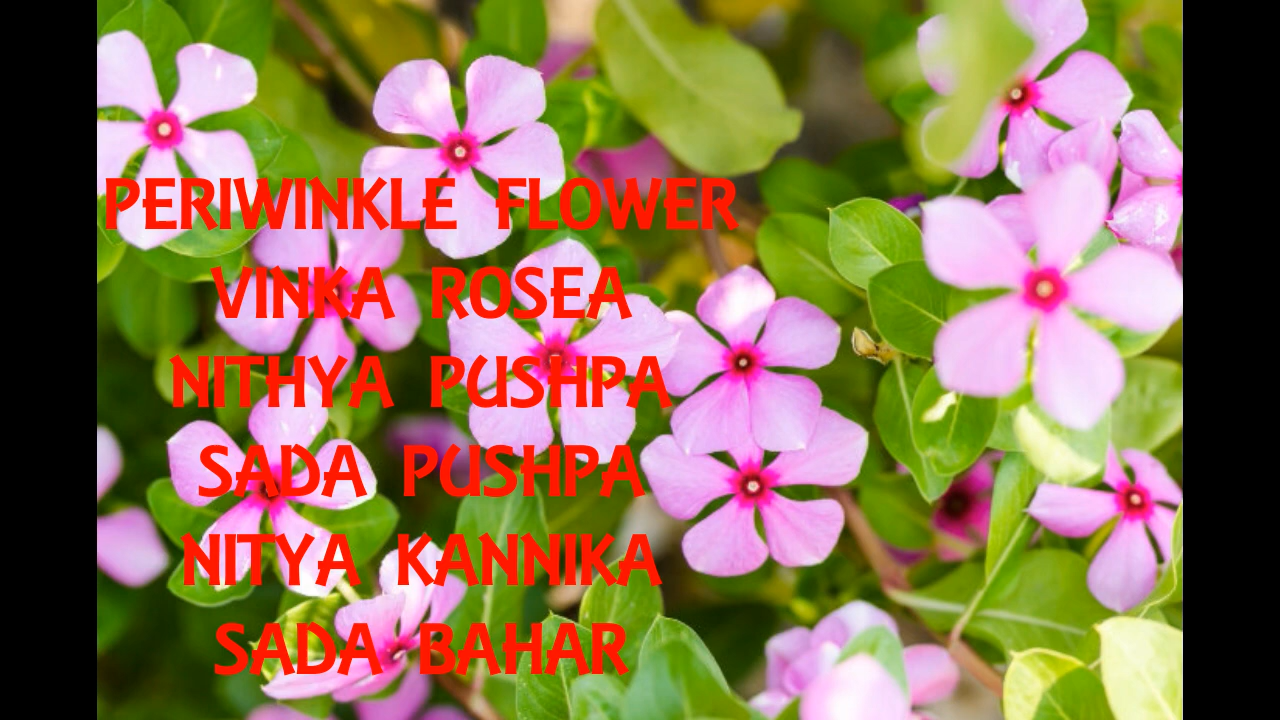 PERIWINKLE FLOWER
VINKA ROSEA
NITHYA PUSHPA
SADA PUSHPA
NITYA KANNIKA
SADA BAHAR